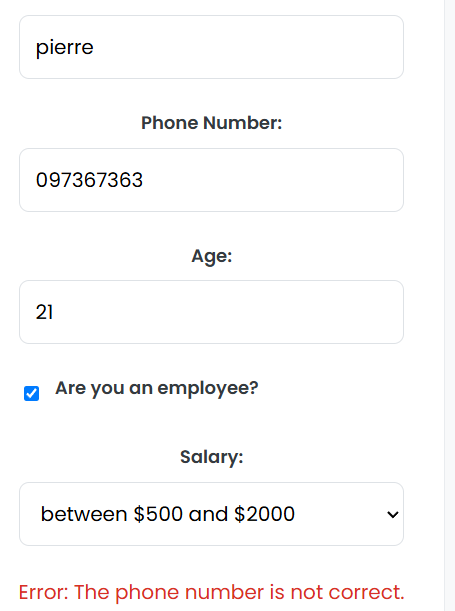 pierre
Phone Number:
097367363
Age:
21
Are you an employee?
Salary:
between $500 and $2000
Error: The phone number is not correct.